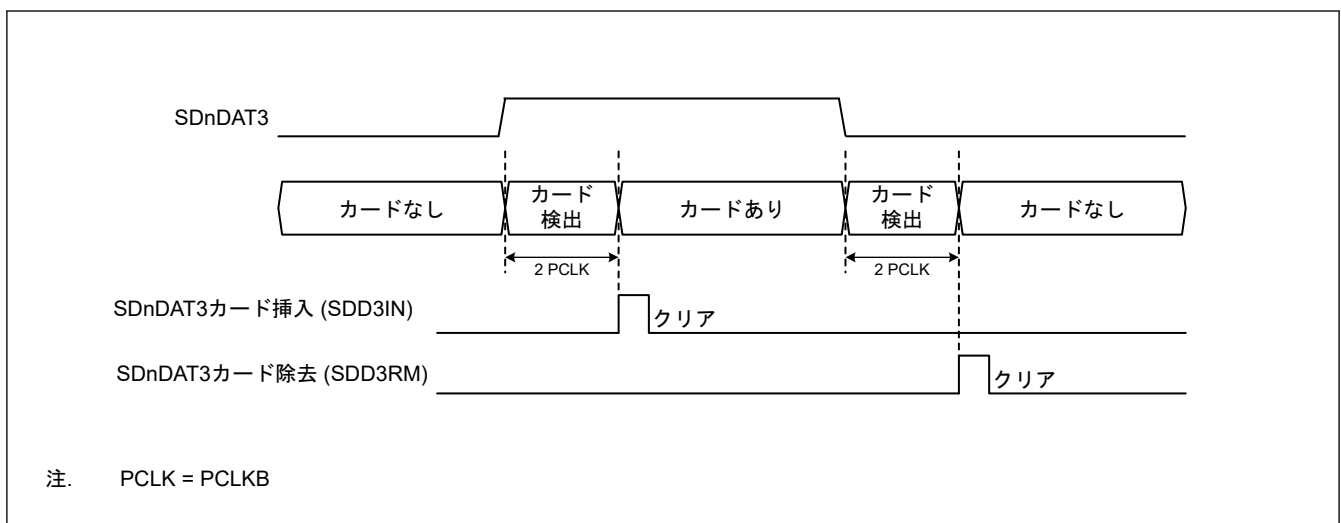 SDnDAT3
カードなし
カード
検出
カードあり
カード
検出
カードなし
2 PCLK
2 PCLK
SDnDAT3カード挿入 (SDD3IN)
クリア
SDnDAT3カード除去 (SDD3RM)
クリア
注. PCLK = PCLKB